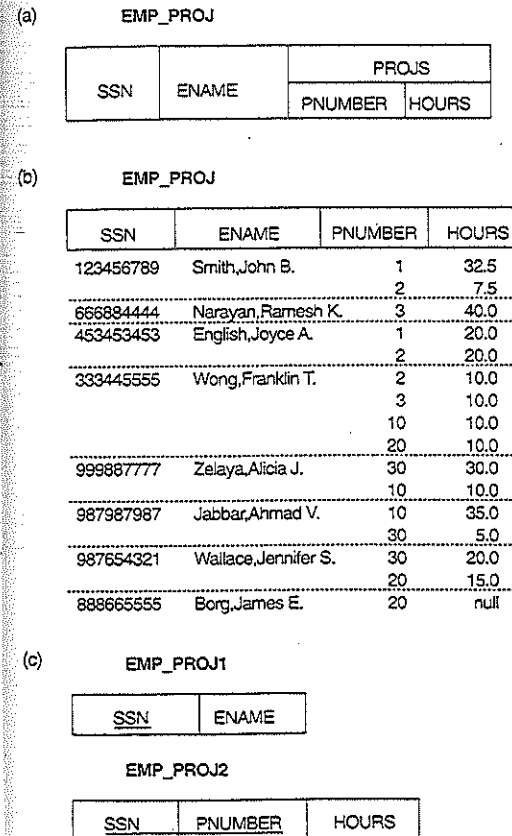 (a) EMP_PROJ
PROJS
SSN ENAME
PNUMBER HOURS
(b) EMP_PROJ
SSN ENAME PNUMBER HOURS
123456789 Smith,John B. 1 32.5
2 7.5
666884444 Narayan,Ramesh K. 3 40.0
453453453 English,Joyce A. 1 20.0
2 20.0
333445555 Wong,Franklin T. 2 10.0
3 10.0
10 10.0
20 10.0
999887777 Zelaya,Alicia J. 30 30.0
10 10.0
987987987 Jabbar,Ahmad V. 10 35.0
30 5.0
987654321 Wallace,Jennifer S. 30 20.0
20 15.0
888665555 Borg,James E. 20 null
(c) EMP_PROJ1
SSN ENAME
EMP_PROJ2
SSN PNUMBER HOURS